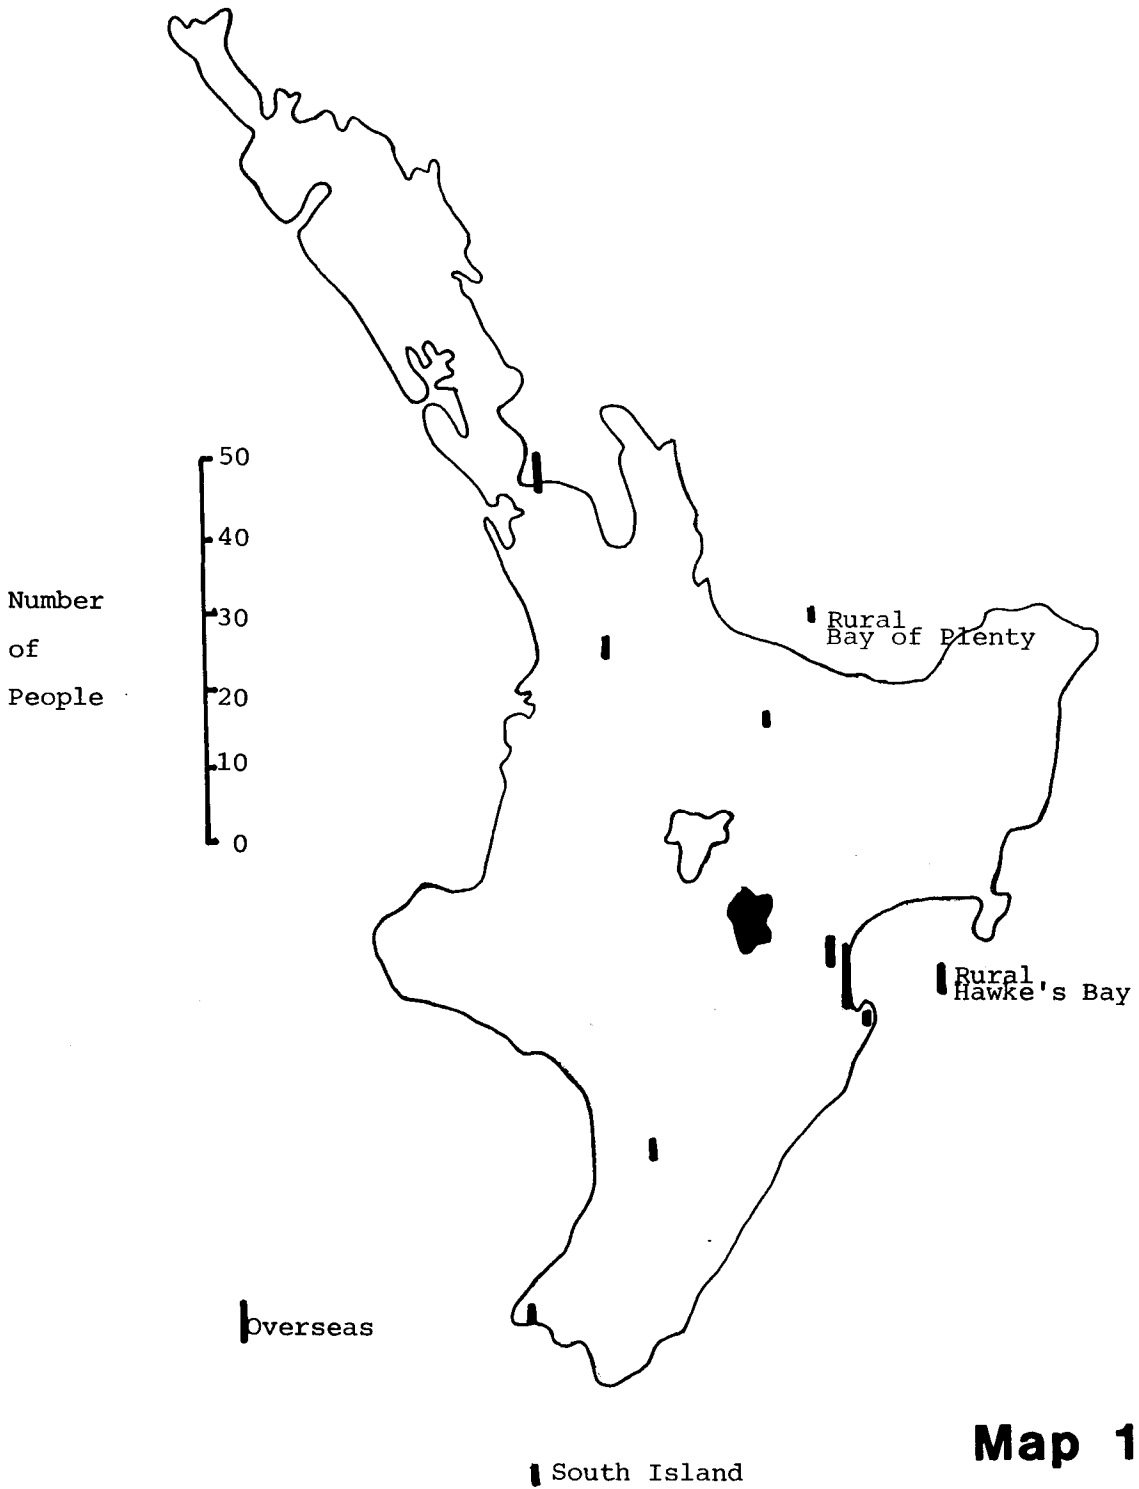 50
40
30
20
10
0
Number
of
People
Rural
Bay of Plenty
Rural
Hawke's Bay
Overseas
South Island
Map 1